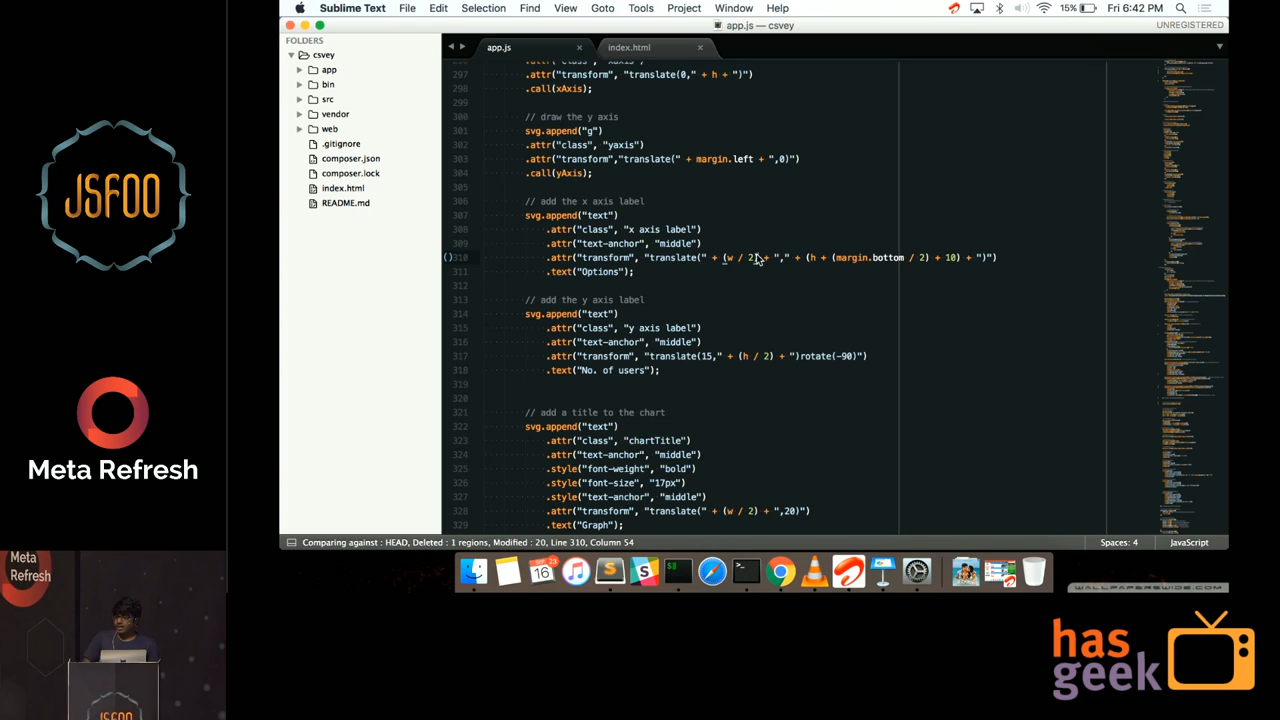 Sublime Text File Edit Selection Find View Goto Tools Project Window 15% Fri 6:42 PM
app.js — csvey UNREGISTERED
FOLDERS
csvey
app
bin
src
vendor
web
.gitignore
composer.json
composer.lock
index.html
README.md
app.js × index.html ×
297 .attr("transform", "translate(0," + h + ")")
298 .call(xAxis);
299
300 // draw the y axis
301 svg.append("g")
302 .attr("class", "yaxis")
303 .attr("transform","translate(" + margin.left + ",0)")
304 .call(yAxis);
305
306 // add the x axis label
307 svg.append("text")
308 .attr("class", "x axis label")
309 .attr("text-anchor", "middle")
()310 .attr("transform", "translate(" + (w / 2) + "," + (h + (margin.bottom / 2) + 10) + ")")
311 .text("Options");
312
313 // add the y axis label
314 svg.append("text")
315 .attr("class", "y axis label")
316 .attr("text-anchor", "middle")
317 .attr("transform", "translate(15," + (h / 2) + ")rotate(-90)")
318 .text("No. of users");
319
320
321 // add a title to the chart
322 svg.append("text")
323 .attr("class", "chartTitle")
324 .attr("text-anchor", "middle")
325 .style("font-weight", "bold")
326 .style("font-size", "17px")
327 .style("text-anchor", "middle")
328 .attr("transform", "translate(" + (w / 2) + ",20)")
329 .text("Graph");
Comparing against : HEAD, Deleted : 1 regions, Modified : 20, Line 310, Column 54 Spaces: 4 JavaScript
SEP 23
16
WALLPAPERSWIDE.COM
JSFOO
Meta Refresh
Meta
Refresh
JSFOO
has
geek